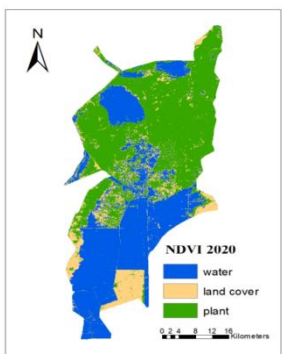 N
NDVI 2020
water
land cover
plant
0 2 4 8 12 16
Kilometers